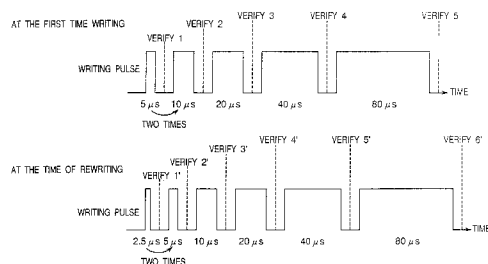 AT THE FIRST TIME WRITING
VERIFY 1
VERIFY 2
VERIFY 3
VERIFY 4
VERIFY 5
WRITING PULSE
TIME
5 μs
10 μs
20 μs
40 μs
80 μs
TWO TIMES
AT THE TIME OF REWRITING
VERIFY 1'
VERIFY 2'
VERIFY 3'
VERIFY 4'
VERIFY 5'
VERIFY 6'
WRITING PULSE
TIME
2.5 μs
5 μs
10 μs
20 μs
40 μs
80 μs
TWO TIMES